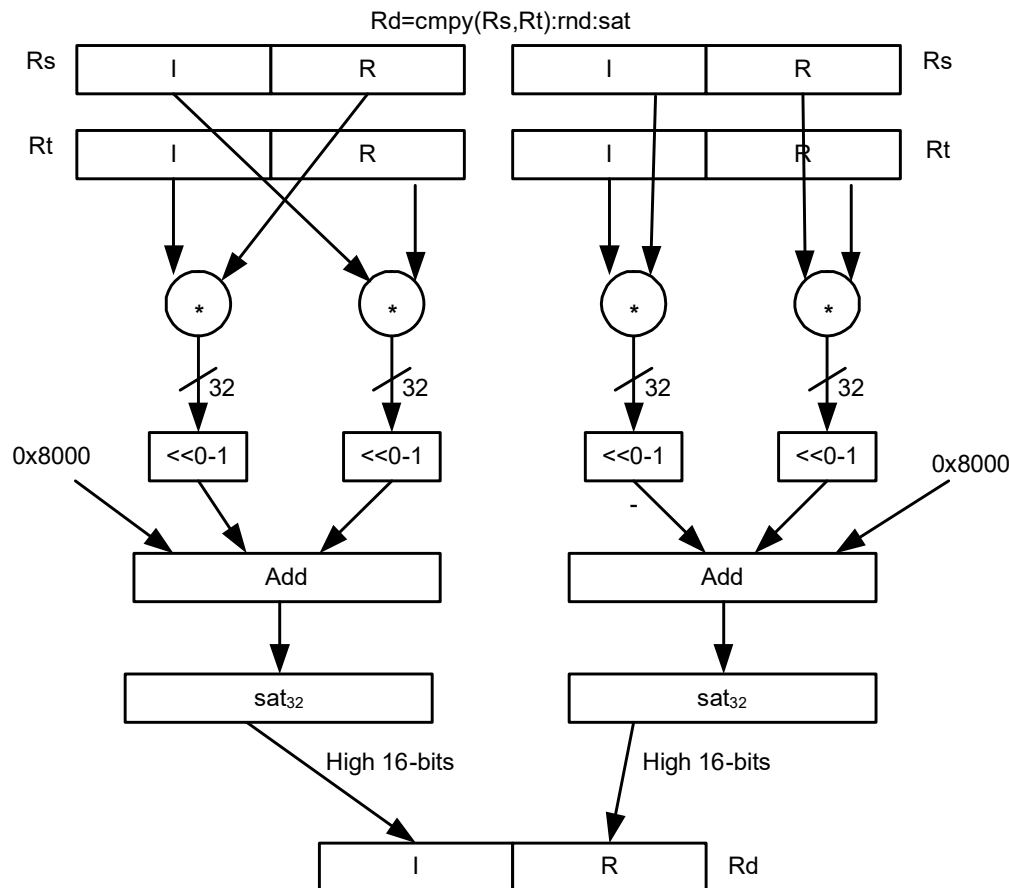 Rd=cmpy(Rs,Rt):rnd:sat
Rs I R I R Rs
Rt I R I R Rt
* * * *
32 32 32 32
0x8000 <<0-1 <<0-1 <<0-1 <<0-1 0x8000
-
Add Add
sat32 sat32
High 16-bits High 16-bits
I R Rd